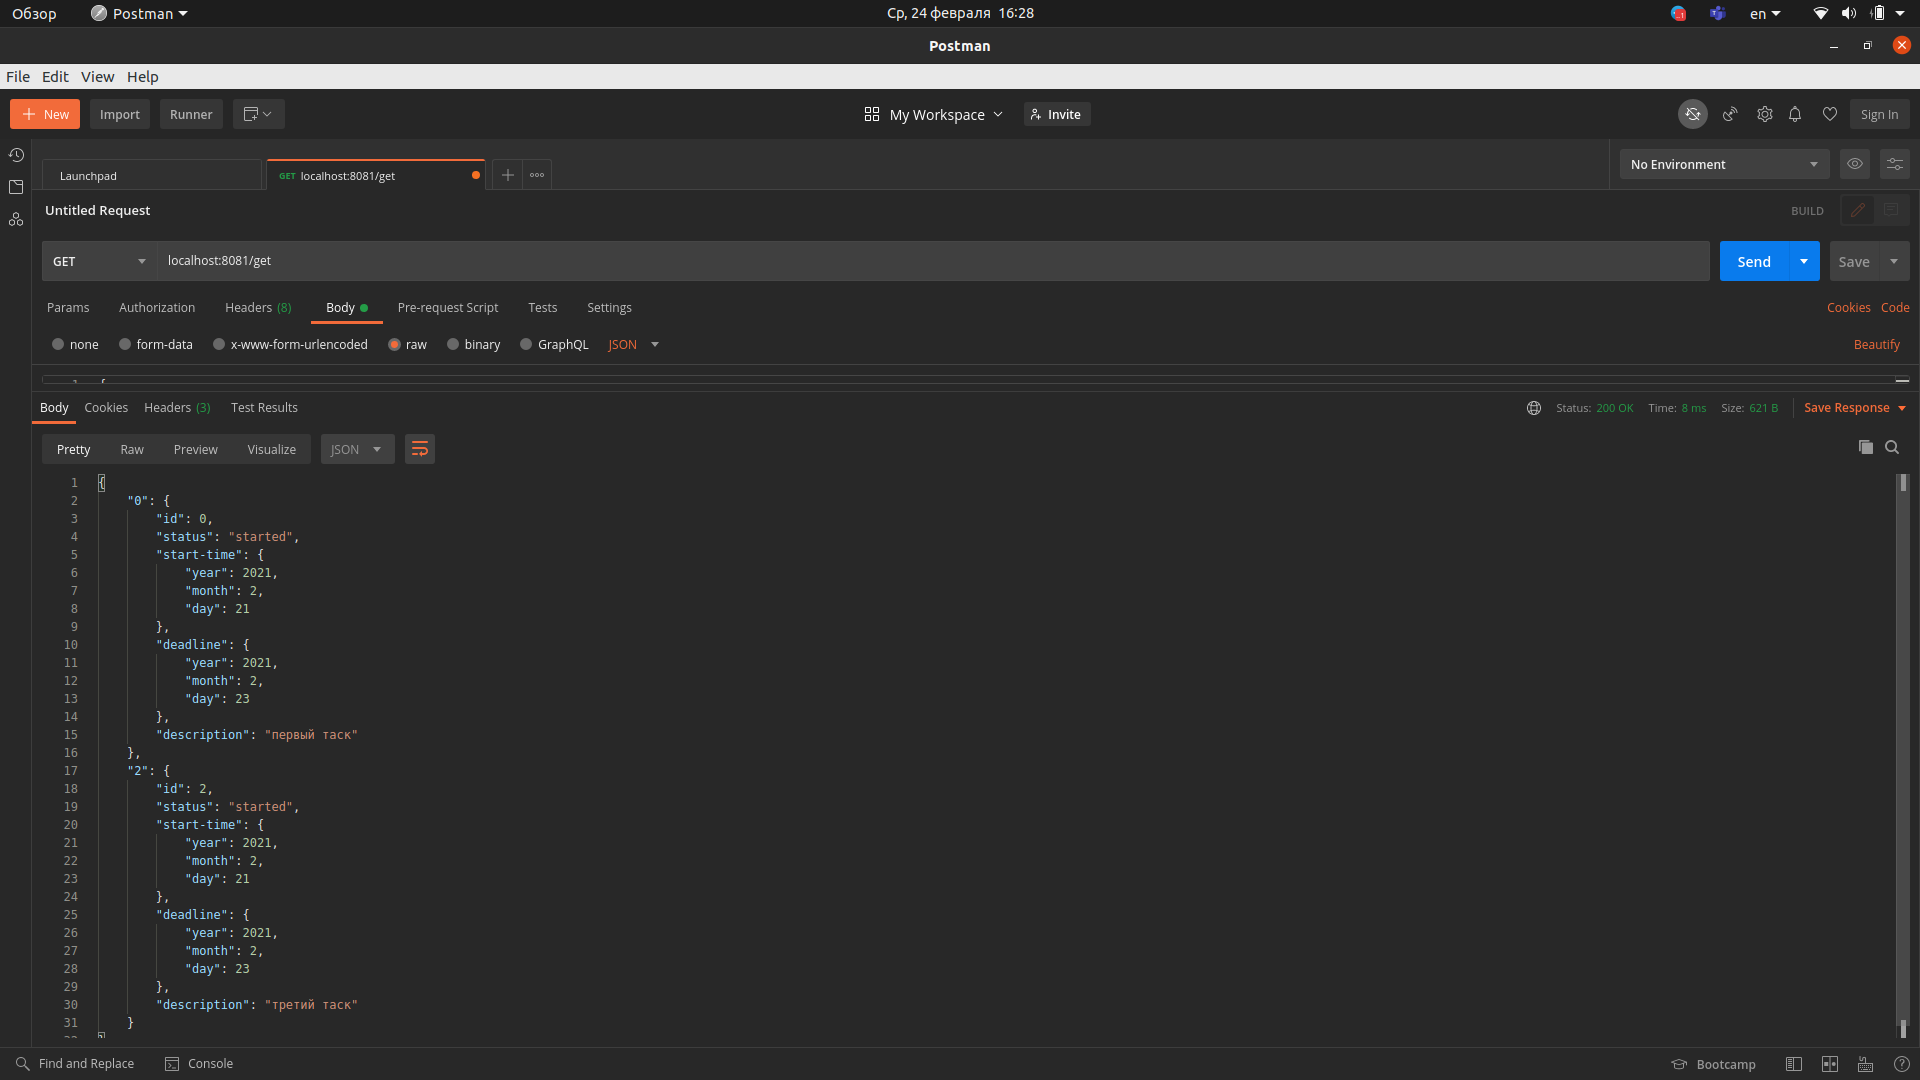 Обзор Postman Ср, 24 февраля 16:28 en
Postman
File Edit View Help
New Import Runner My Workspace Invite Sign In
Launchpad GET localhost:8081/get No Environment
Untitled Request BUILD
GET localhost:8081/get Send Save
Params Authorization Headers (8) Body Pre-request Script Tests Settings Cookies Code
none form-data x-www-form-urlencoded raw binary GraphQL JSON Beautify
Body Cookies Headers (3) Test Results Status: 200 OK Time: 8 ms Size: 621 B Save Response
Pretty Raw Preview Visualize JSON
1 {
2 "0": {
3 "id": 0,
4 "status": "started",
5 "start-time": {
6 "year": 2021,
7 "month": 2,
8 "day": 21
9 },
10 "deadline": {
11 "year": 2021,
12 "month": 2,
13 "day": 23
14 },
15 "description": "первый таск"
16 },
17 "2": {
18 "id": 2,
19 "status": "started",
20 "start-time": {
21 "year": 2021,
22 "month": 2,
23 "day": 21
24 },
25 "deadline": {
26 "year": 2021,
27 "month": 2,
28 "day": 23
29 },
30 "description": "третий таск"
31 }
Find and Replace Console Bootcamp